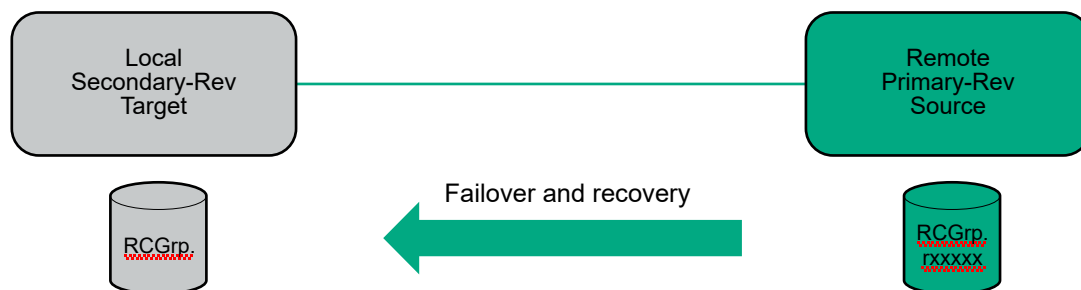 Local
Secondary-Rev
Target
Remote
Primary-Rev
Source
Failover and recovery
RCGrp.
RCGrp.
rxxxxx